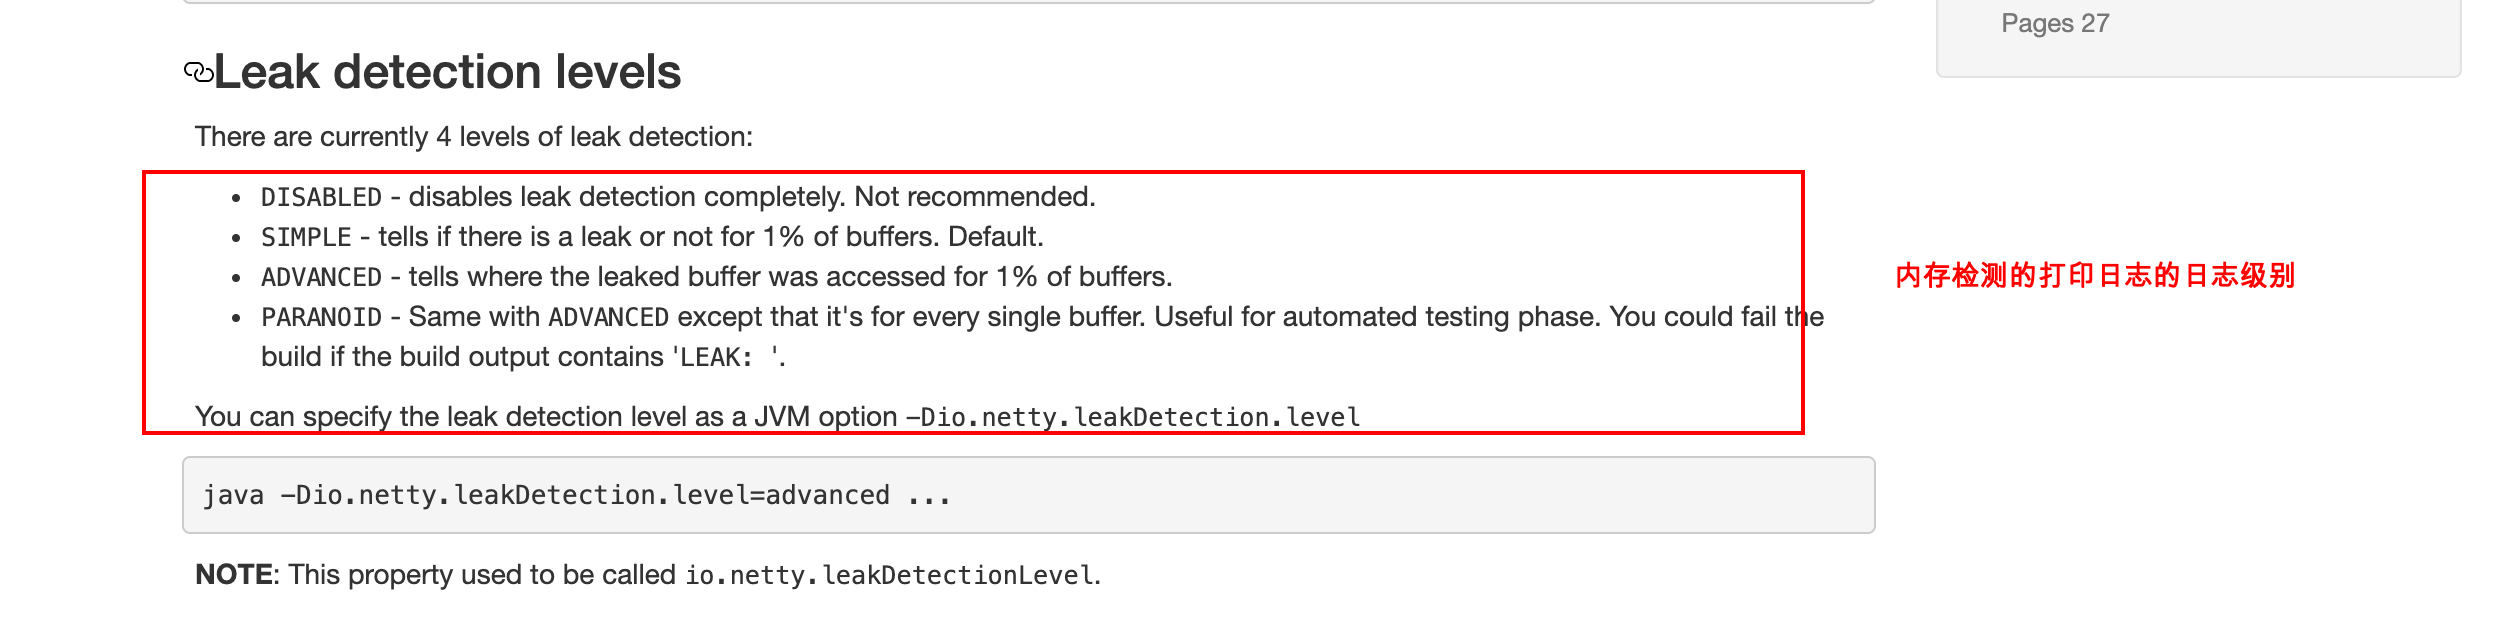 Pages 27
Leak detection levels
There are currently 4 levels of leak detection:
• DISABLED - disables leak detection completely. Not recommended.
• SIMPLE - tells if there is a leak or not for 1% of buffers. Default.
• ADVANCED - tells where the leaked buffer was accessed for 1% of buffers.
内存检测的打印日志的日志级别
• PARANOID - Same with ADVANCED except that it's for every single buffer. Useful for automated testing phase. You could fail the
build if the build output contains 'LEAK: '.
You can specify the leak detection level as a JVM option -Dio.netty.leakDetection.level
java -Dio.netty.leakDetection.level=advanced ...
NOTE: This property used to be called io.netty.leakDetectionLevel.